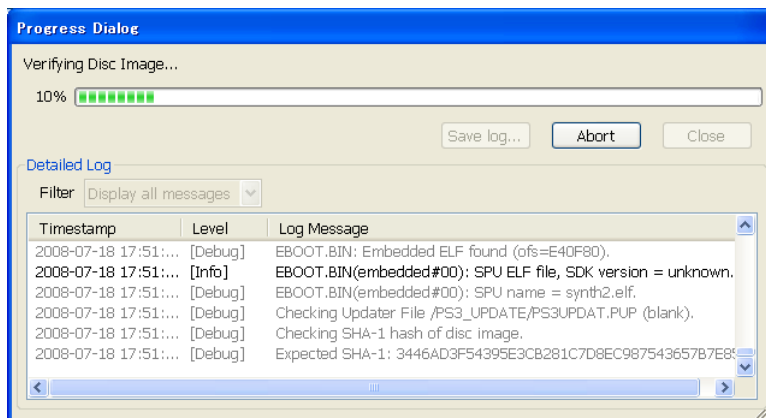 Progress Dialog
Verifying Disc Image...
10%
Save log... Abort Close
Detailed Log
Filter Display all messages
Timestamp Level Log Message
2008-07-18 17:51:... [Debug] EBOOT.BIN: Embedded ELF found (ofs=E40F80).
2008-07-18 17:51:... [Info] EBOOT.BIN(embedded#00): SPU ELF file, SDK version = unknown.
2008-07-18 17:51:... [Debug] EBOOT.BIN(embedded#00): SPU name = synth2.elf.
2008-07-18 17:51:... [Debug] Checking Updater File /PS3_UPDATE/PS3UPDAT.PUP (blank).
2008-07-18 17:51:... [Debug] Checking SHA-1 hash of disc image.
2008-07-18 17:51:... [Debug] Expected SHA-1: 3446AD3F54395E3CB281C7D8EC987543657B7E8